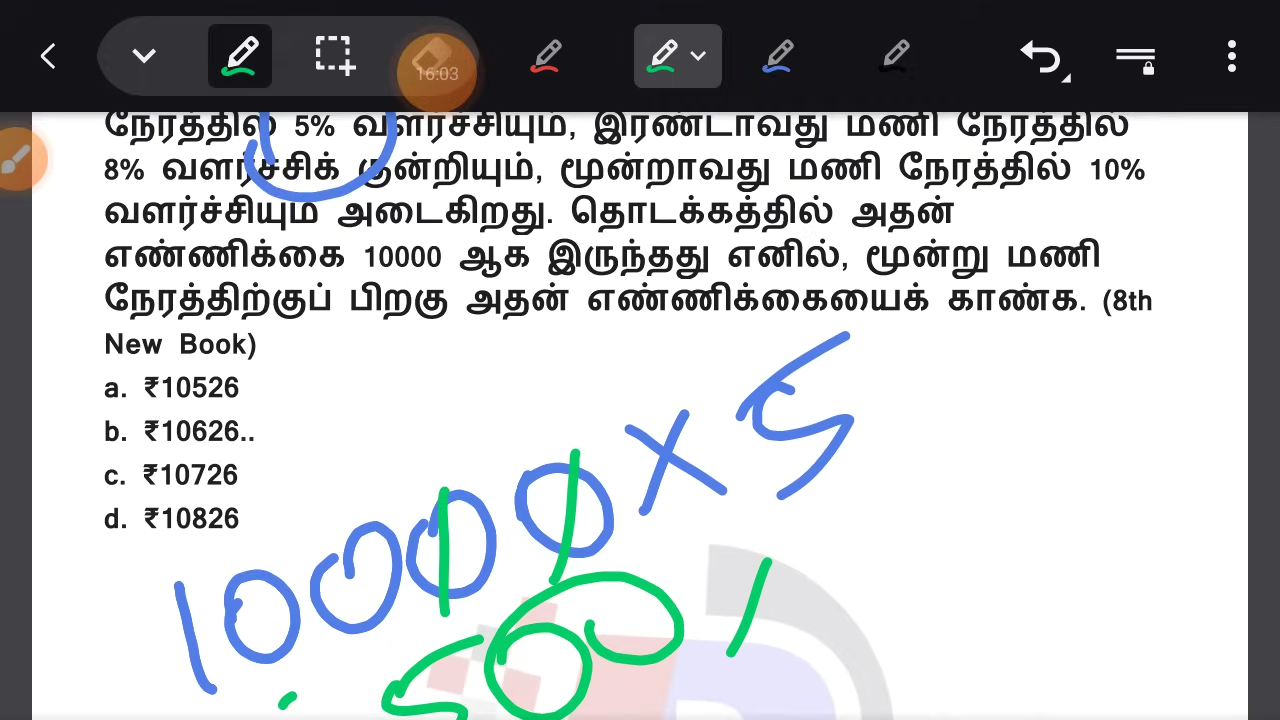 16:03
நேரத்தில் 5% வளர்ச்சியும், இரண்டாவது மணி நேரத்தில்
8% வளர்ச்சிக் குன்றியும், மூன்றாவது மணி நேரத்தில் 10%
வளர்ச்சியும் அடைகிறது. தொடக்கத்தில் அதன்
எண்ணிக்கை 10000 ஆக இருந்தது எனில், மூன்று மணி
நேரத்திற்குப் பிறகு அதன் எண்ணிக்கையைக் காண்க. (8th
New Book)
a. ₹10526
b. ₹10626..
c. ₹10726
d. ₹10826
10000 × 5
500